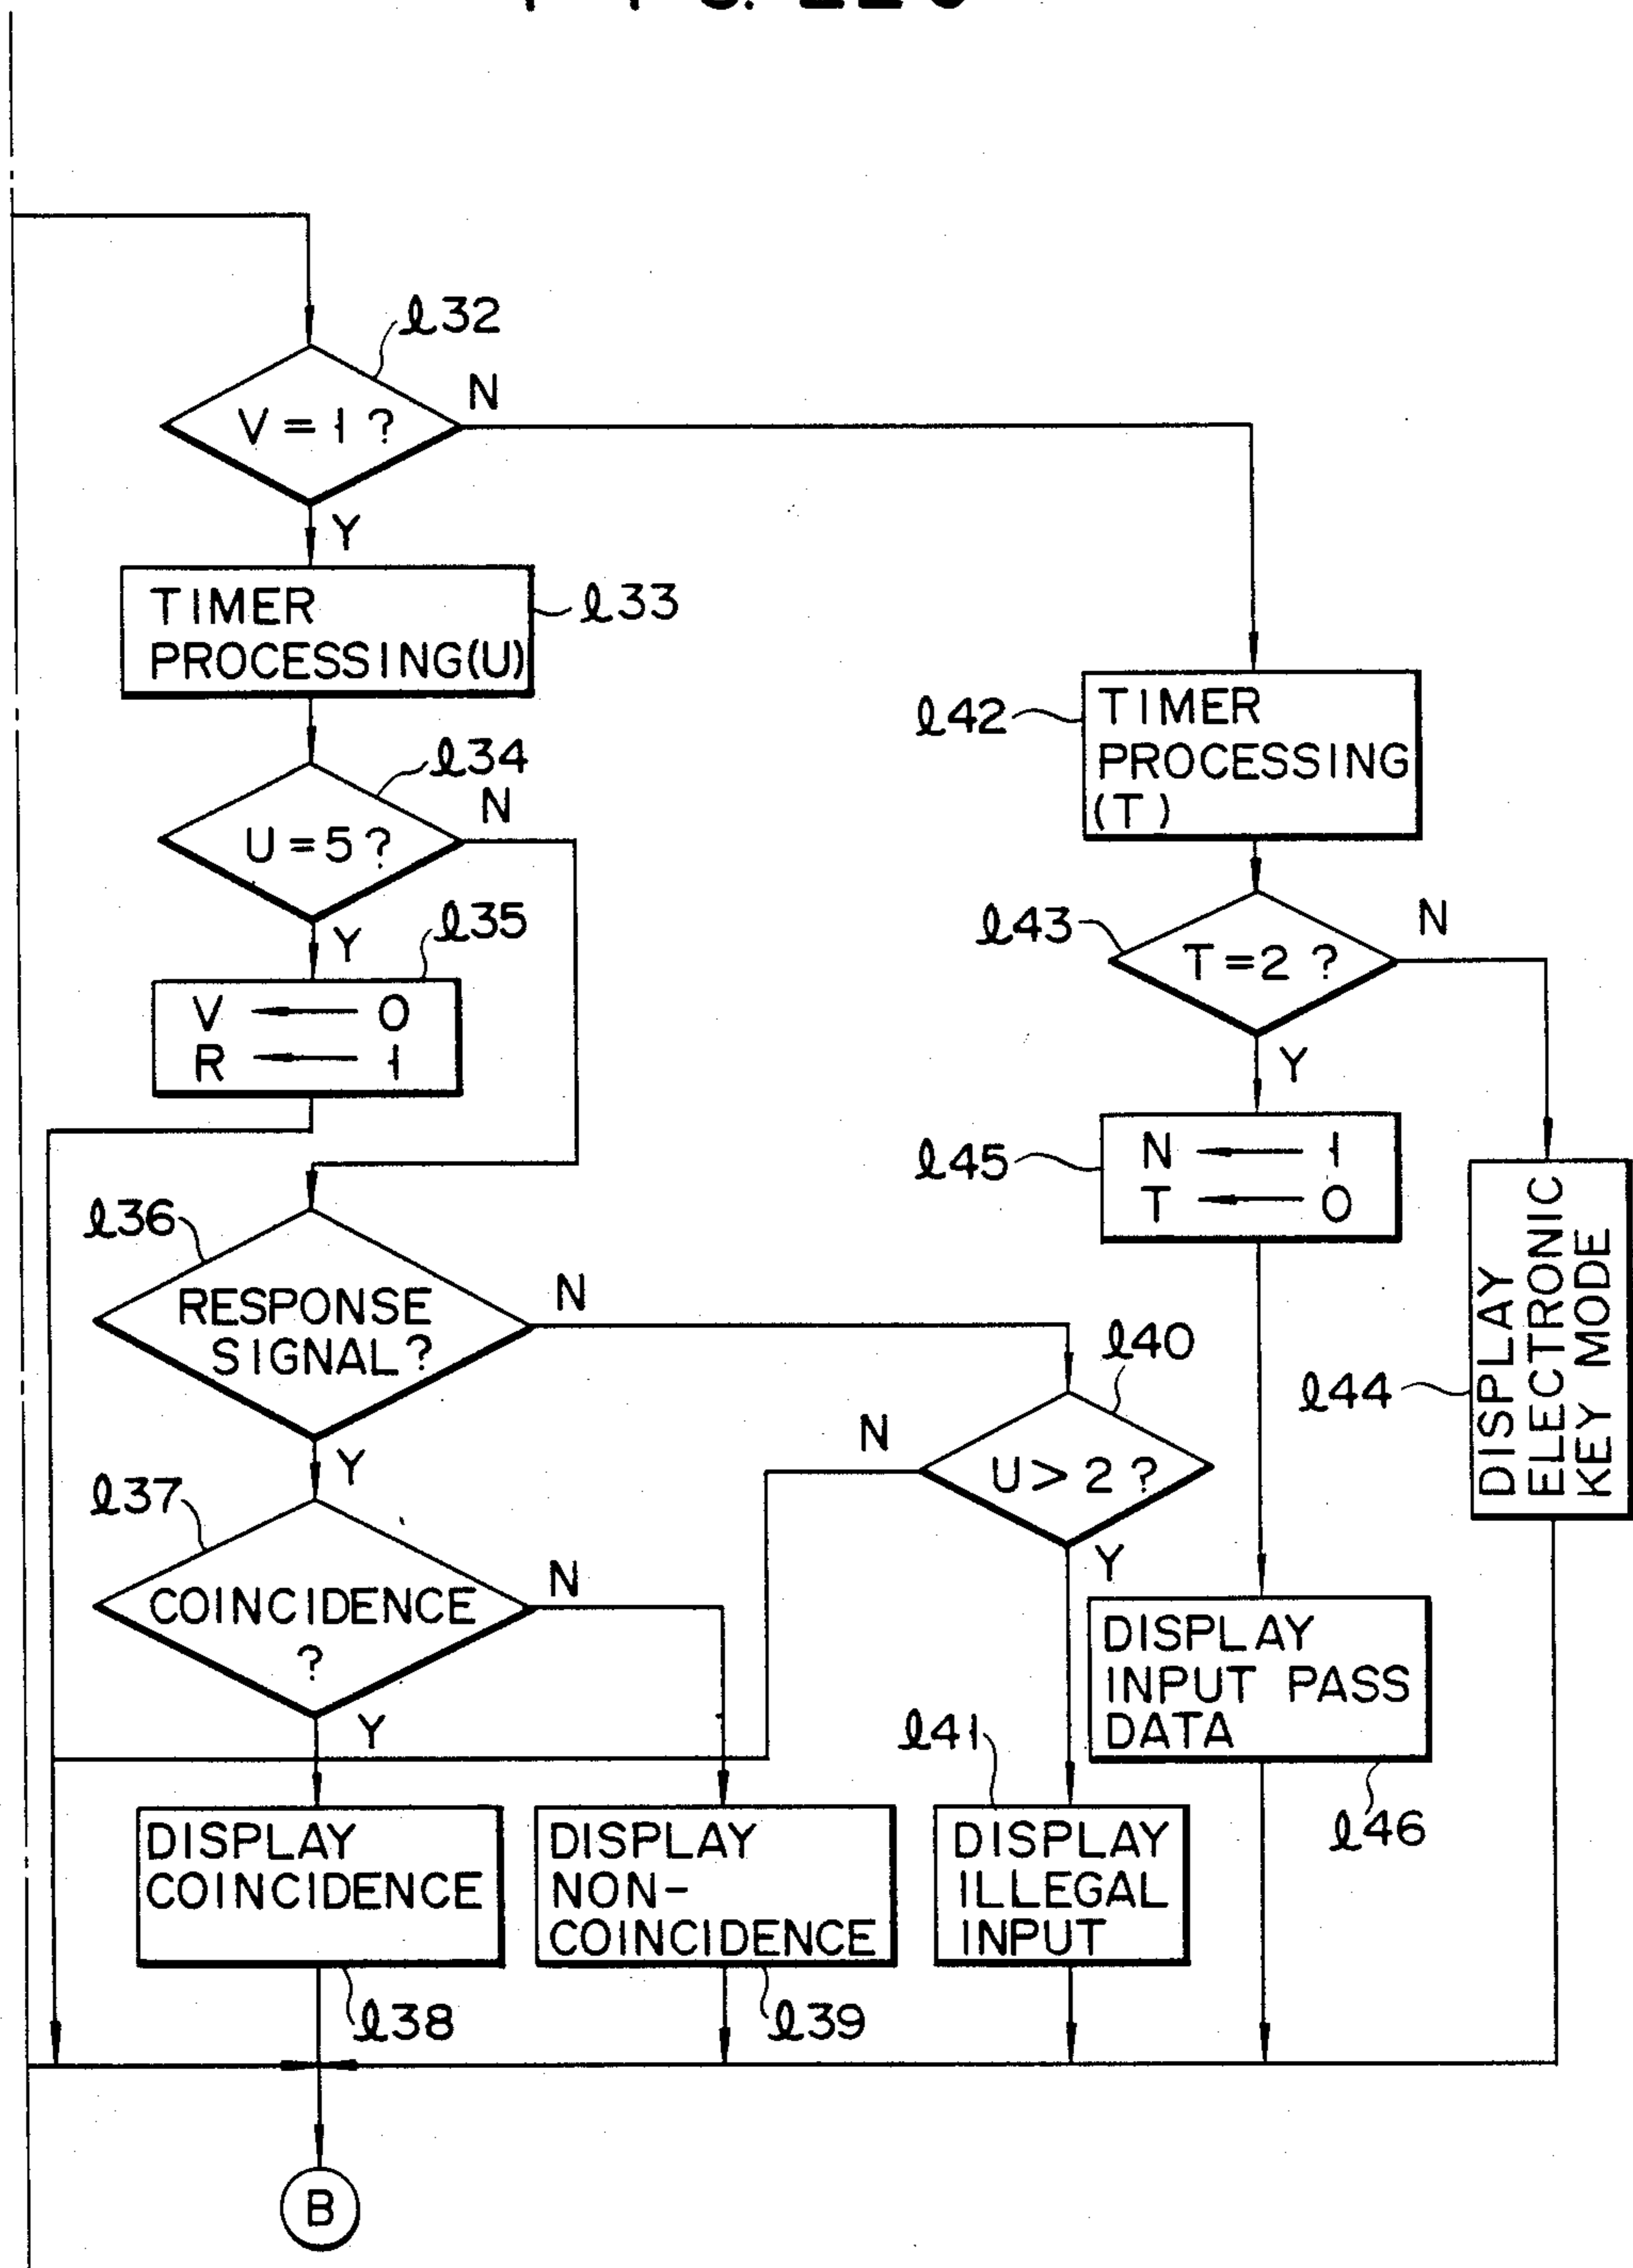 ℓ32
V = 1 ?
N
Y
TIMER
PROCESSING(U)
ℓ33
ℓ34
U = 5 ?
N
Y
ℓ35
V ← 0
R ← 1
ℓ36
RESPONSE
SIGNAL?
N
Y
ℓ37
COINCIDENCE
?
N
Y
DISPLAY
COINCIDENCE
ℓ38
DISPLAY
NON-
COINCIDENCE
ℓ39
ℓ40
U > 2 ?
N
Y
ℓ41
DISPLAY
ILLEGAL
INPUT
ℓ42
TIMER
PROCESSING
(T)
ℓ43
T = 2 ?
N
Y
ℓ45
N ← 1
T ← 0
ℓ44
DISPLAY
ELECTRONIC
KEY MODE
DISPLAY
INPUT PASS
DATA
ℓ46
B